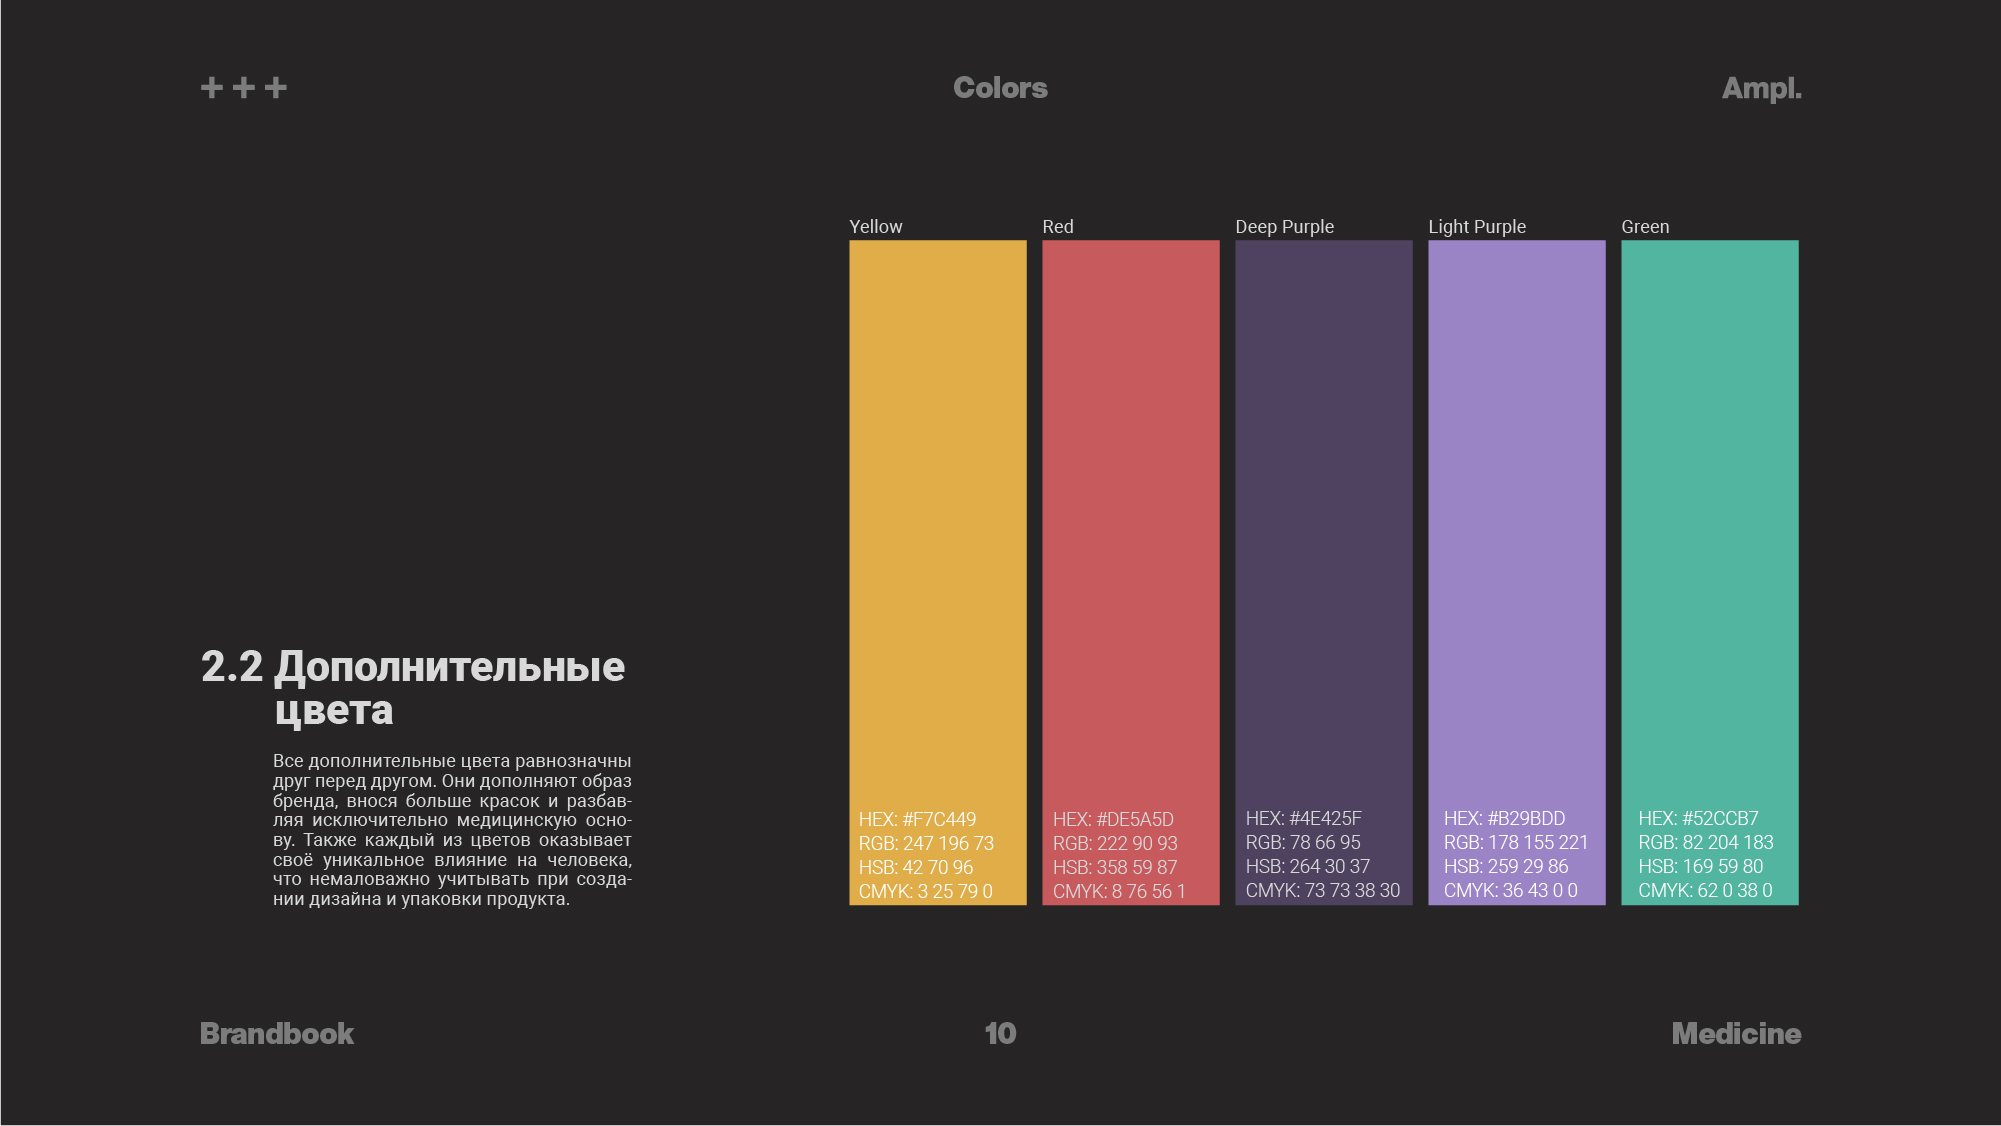 + + +
Colors
Ampl.
Yellow
Red
Deep Purple
Light Purple
Green
HEX: #F7C449
RGB: 247 196 73
HSB: 42 70 96
CMYK: 3 25 79 0
HEX: #DE5A5D
RGB: 222 90 93
HSB: 358 59 87
CMYK: 8 76 56 1
HEX: #4E425F
RGB: 78 66 95
HSB: 264 30 37
CMYK: 73 73 38 30
HEX: #B29BDD
RGB: 178 155 221
HSB: 259 29 86
CMYK: 36 43 0 0
HEX: #52CCB7
RGB: 82 204 183
HSB: 169 59 80
CMYK: 62 0 38 0
2.2 Дополнительные
цвета
Все дополнительные цвета равнозначны
друг перед другом. Они дополняют образ
бренда, внося больше красок и разбав-
ляя исключительно медицинскую осно-
ву. Также каждый из цветов оказывает
своё уникальное влияние на человека,
что немаловажно учитывать при созда-
нии дизайна и упаковки продукта.
Brandbook
10
Medicine